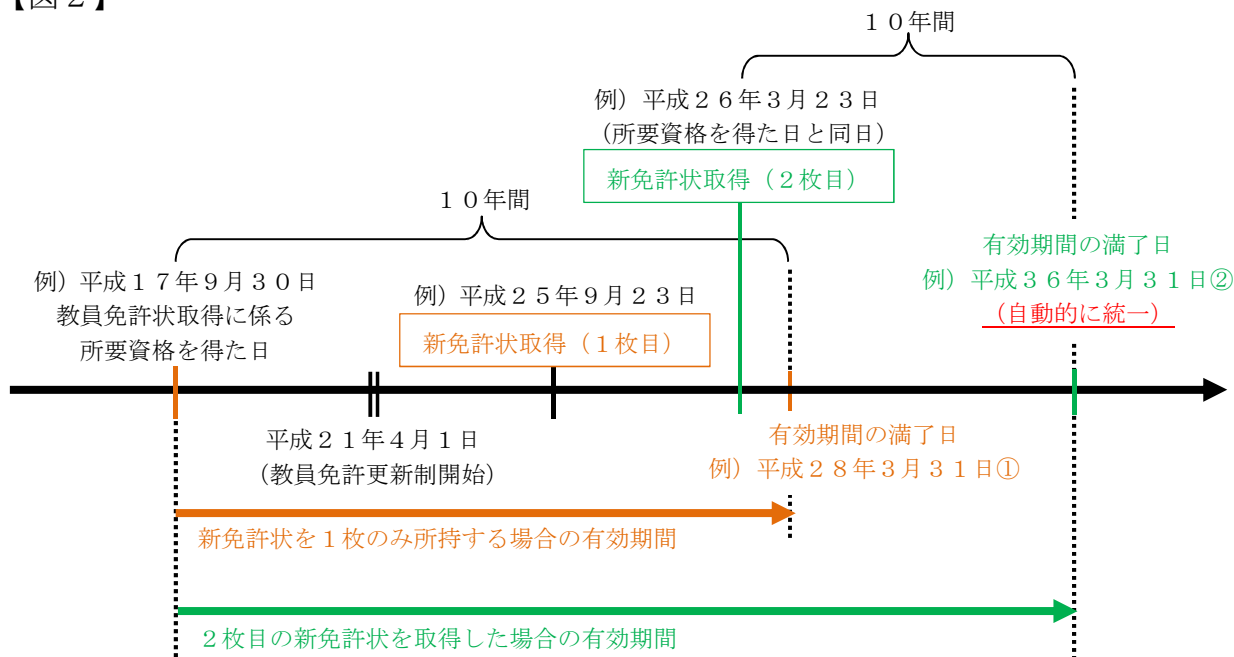 【図２】
１０年間
例）平成２６年３月２３日
（所要資格を得た日と同日）
新免許状取得（２枚目）
１０年間
例）平成１７年９月３０日
教員免許状取得に係る
所要資格を得た日
例）平成２５年９月２３日
新免許状取得（１枚目）
有効期間の満了日
例）平成３６年３月３１日②
（自動的に統一）
平成２１年４月１日
（教員免許更新制開始）
有効期間の満了日
例）平成２８年３月３１日①
新免許状を１枚のみ所持する場合の有効期間
２枚目の新免許状を取得した場合の有効期間